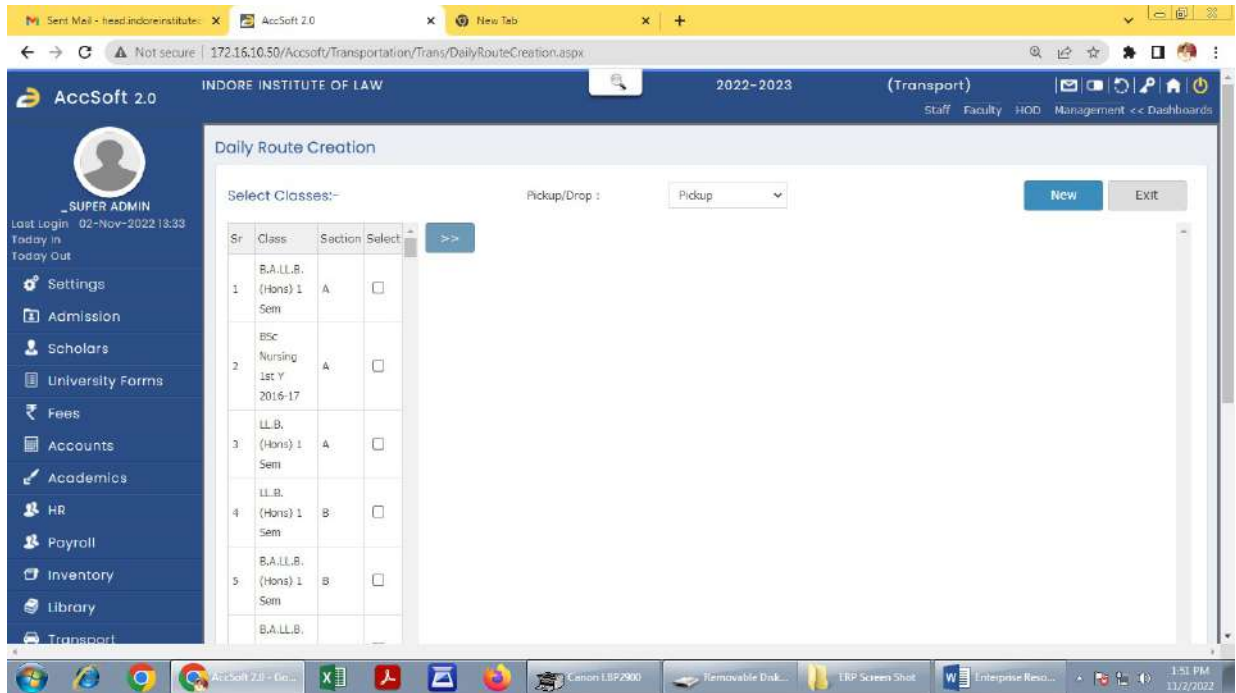 Sent Mail - head.indoreinstitute
AccSoft 2.0
New Tab
Not secure
172.16.10.50/Accsoft/Transportation/Trans/DailyRouteCreation.aspx
AccSoft 2.0
INDORE INSTITUTE OF LAW
2022-2023
(Transport)
Staff Faculty HOD Management << Dashboards
_SUPER ADMIN
Last Login 02-Nov-2022 13:33
Today In
Today Out
Settings
Admission
Scholars
University Forms
Fees
Accounts
Academics
HR
Payroll
Inventory
Library
Transport
Daily Route Creation
Select Classes:-
Pickup/Drop :
Pickup
New
Exit
Sr Class Section Select
>>
1 B.A.LL.B. (Hons) 1 Sem A
2 BSc Nursing 1st Y 2016-17 A
3 LL.B. (Hons) 1 Sem A
4 LL.B. (Hons) 1 Sem B
5 B.A.LL.B. (Hons) 1 Sem B
B.A.LL.B.
AccSoft 2.0 - Go...
Canon LBP2900
Removable Disk...
ERP Screen Shot
Enterprise Reso...
1:51 PM
11/2/2022